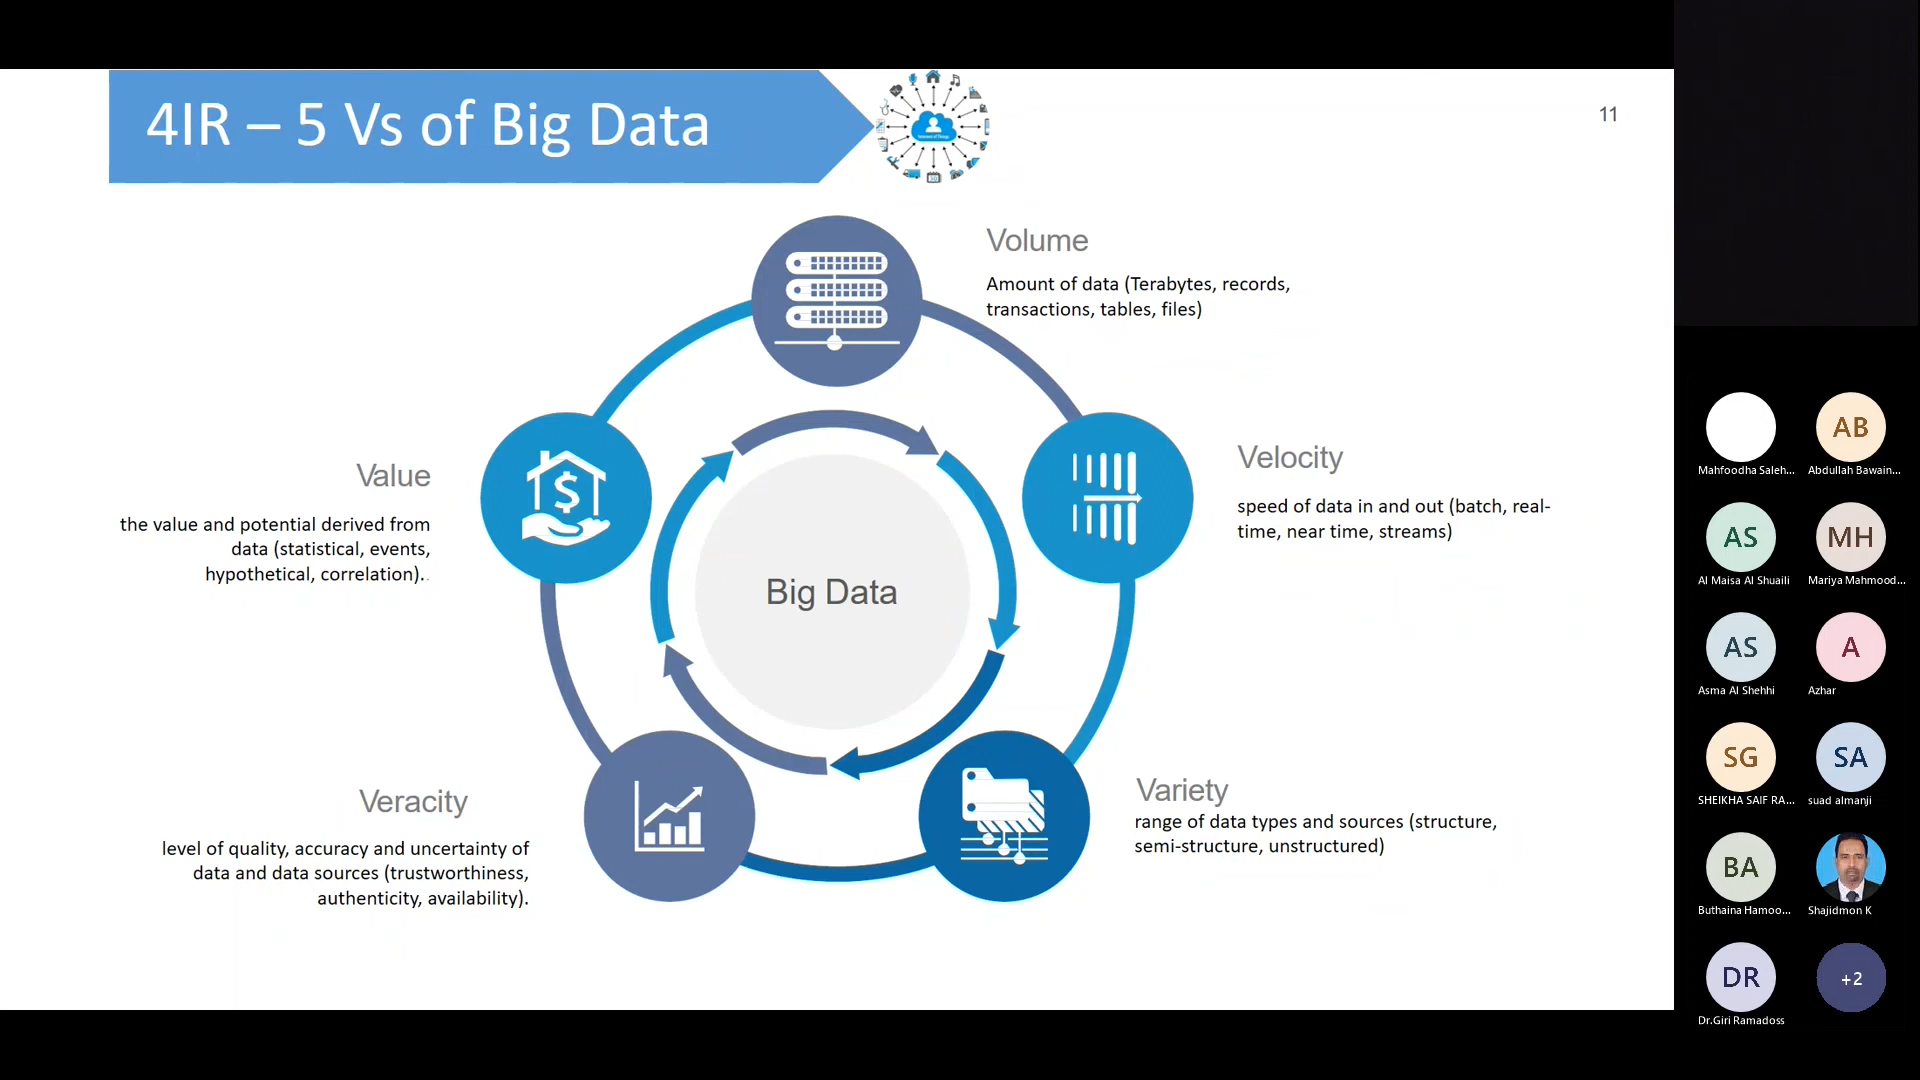 4IR – 5 Vs of Big Data
11
Volume
Amount of data (Terabytes, records,
transactions, tables, files)
Velocity
speed of data in and out (batch, real-
time, near time, streams)
Variety
range of data types and sources (structure,
semi-structure, unstructured)
Veracity
level of quality, accuracy and uncertainty of
data and data sources (trustworthiness,
authenticity, availability).
Value
the value and potential derived from
data (statistical, events,
hypothetical, correlation)..
Big Data
Mahfoodha Saleh...
AB
Abdullah Bawain...
AS
Al Maisa Al Shuaili
MH
Mariya Mahmood...
AS
Asma Al Shehhi
A
Azhar
SG
SHEIKHA SAIF RA...
SA
suad almanji
BA
Buthaina Hamoo...
Shajidmon K
DR
Dr.Giri Ramadoss
+2